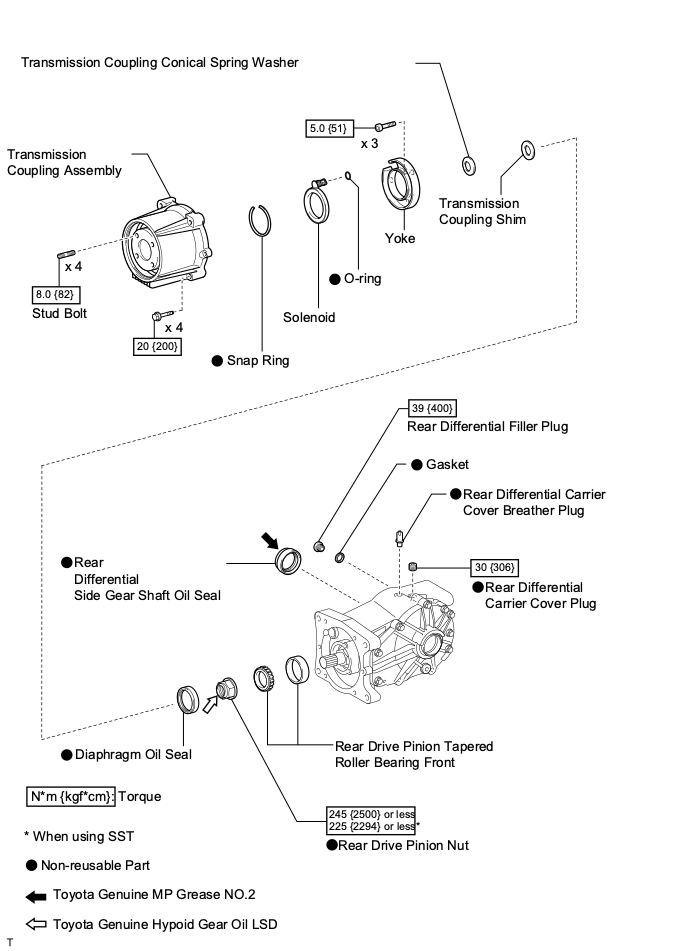 Transmission Coupling Conical Spring Washer
5.0 {51}
x 3
Transmission
Coupling Assembly
Transmission
Coupling Shim
Yoke
x 4
O-ring
8.0 {82}
Stud Bolt
Solenoid
x 4
20 {200}
Snap Ring
39 {400}
Rear Differential Filler Plug
Gasket
Rear Differential Carrier
Cover Breather Plug
Rear
Differential
Side Gear Shaft Oil Seal
30 {306}
Rear Differential
Carrier Cover Plug
Diaphragm Oil Seal
Rear Drive Pinion Tapered
Roller Bearing Front
N*m {kgf*cm}: Torque
245 {2500} or less
225 {2294} or less*
Rear Drive Pinion Nut
* When using SST
Non-reusable Part
Toyota Genuine MP Grease NO.2
Toyota Genuine Hypoid Gear Oil LSD
T